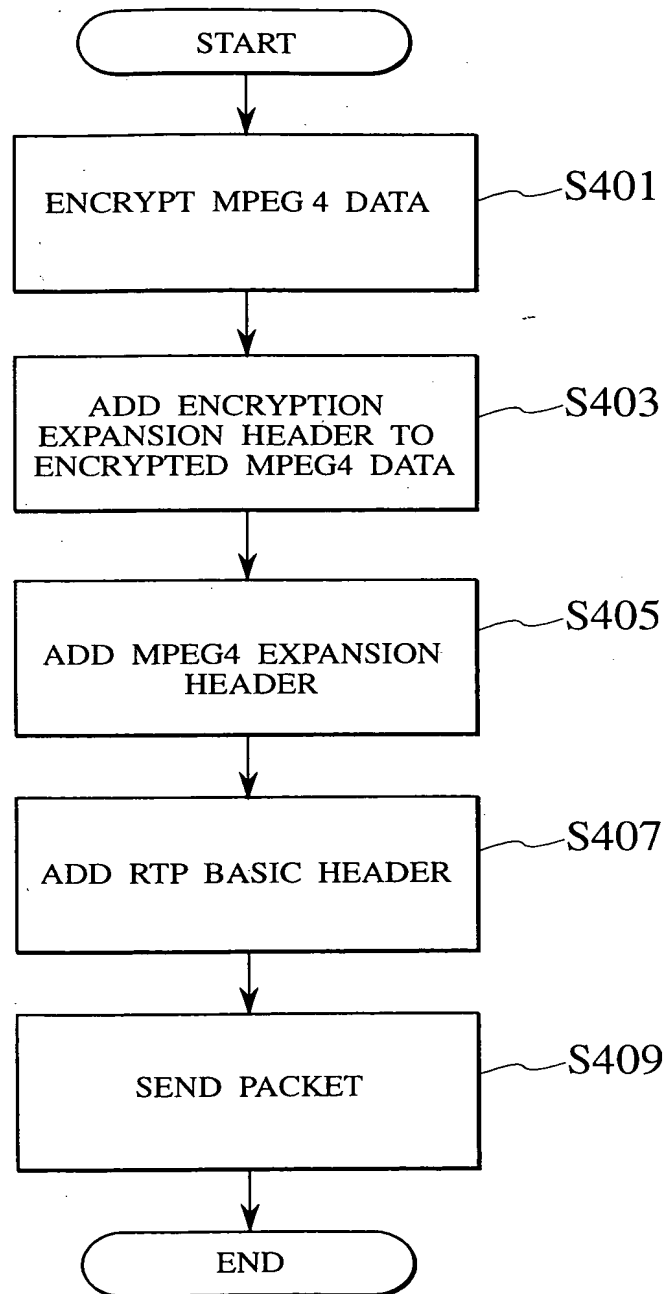 START
ENCRYPT MPEG 4 DATA
S401
ADD ENCRYPTION
EXPANSION HEADER TO
ENCRYPTED MPEG4 DATA
S403
ADD MPEG4 EXPANSION
HEADER
S405
ADD RTP BASIC HEADER
S407
SEND PACKET
S409
END